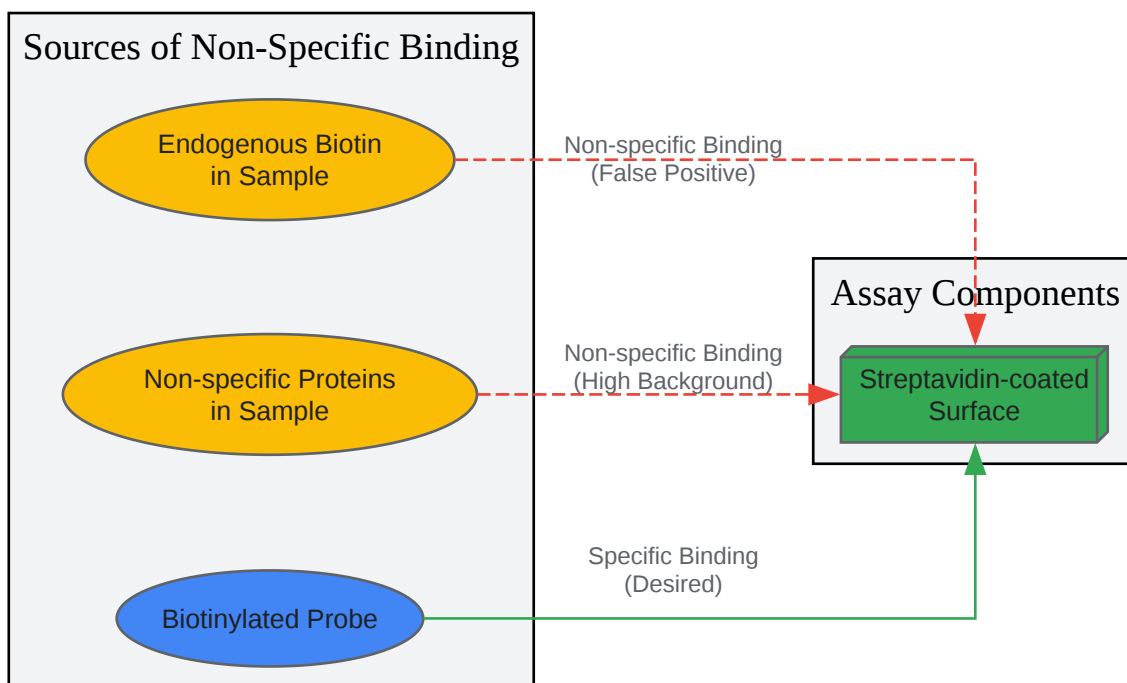 Sources of Non-Specific Binding
Endogenous Biotin
in Sample
Non-specific Binding
(False Positive)
Assay Components
Non-specific Proteins
in Sample
Non-specific Binding
(High Background)
Streptavidin-coated
Surface
Biotinylated Probe
Specific Binding
(Desired)